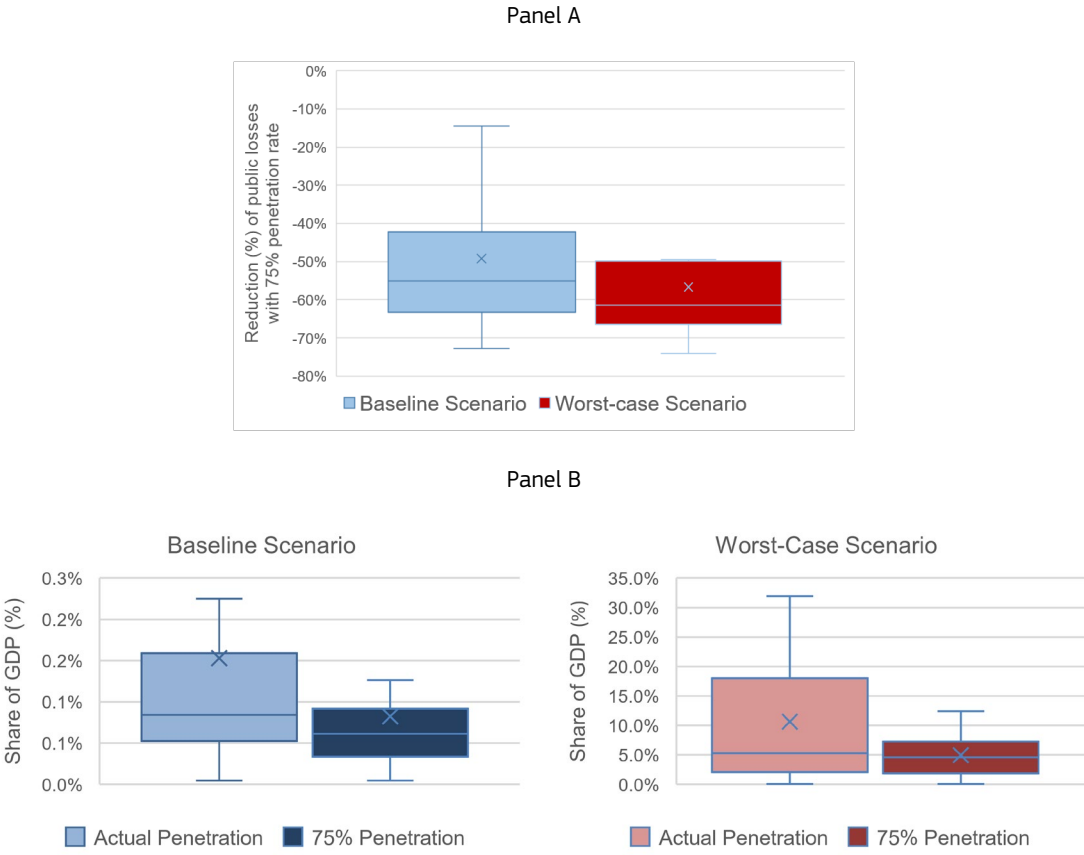 Panel A
Reduction (%) of public losses
with 75% penetration rate
0%
-10%
-20%
-30%
-40%
-50%
-60%
-70%
-80%
Baseline Scenario Worst-case Scenario
Panel B
Baseline Scenario
Share of GDP (%)
0.3%
0.2%
0.2%
0.1%
0.1%
0.0%
Actual Penetration 75% Penetration
Worst-Case Scenario
Share of GDP (%)
35.0%
30.0%
25.0%
20.0%
15.0%
10.0%
5.0%
0.0%
Actual Penetration 75% Penetration